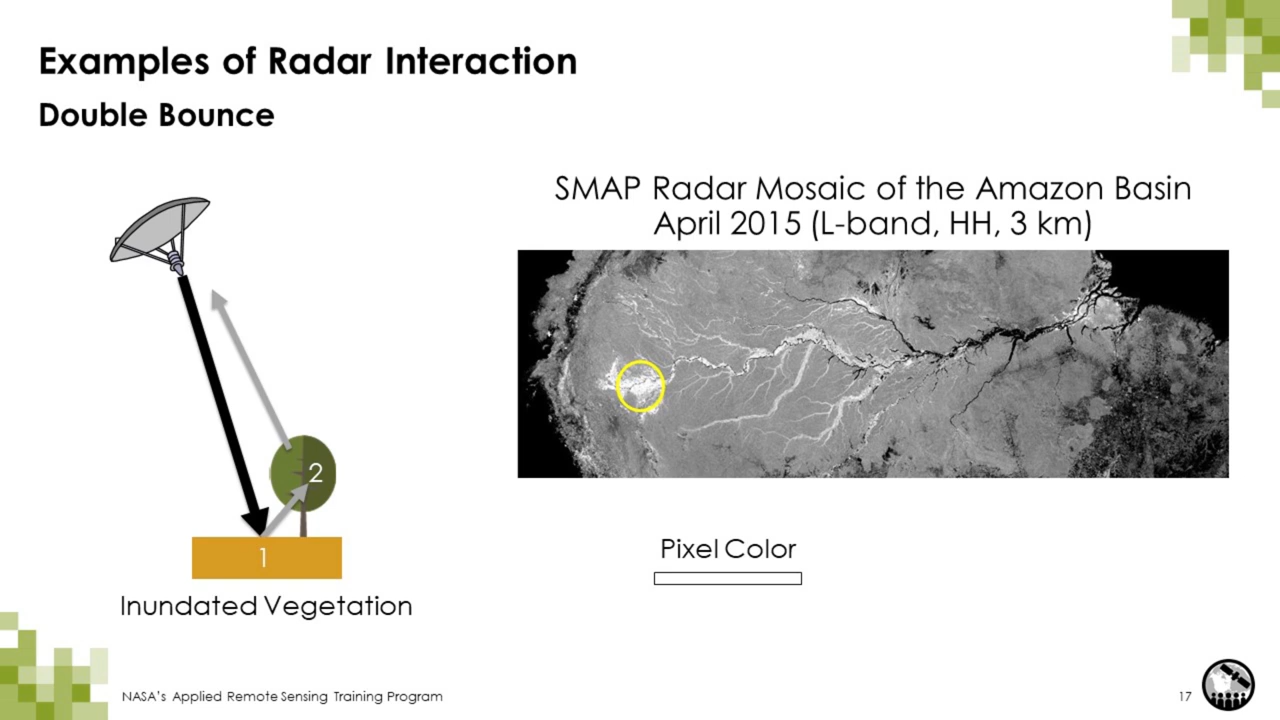 Examples of Radar Interaction
Double Bounce
SMAP Radar Mosaic of the Amazon Basin
April 2015 (L-band, HH, 3 km)
2
1
Pixel Color
Inundated Vegetation
NASA's Applied Remote Sensing Training Program
17